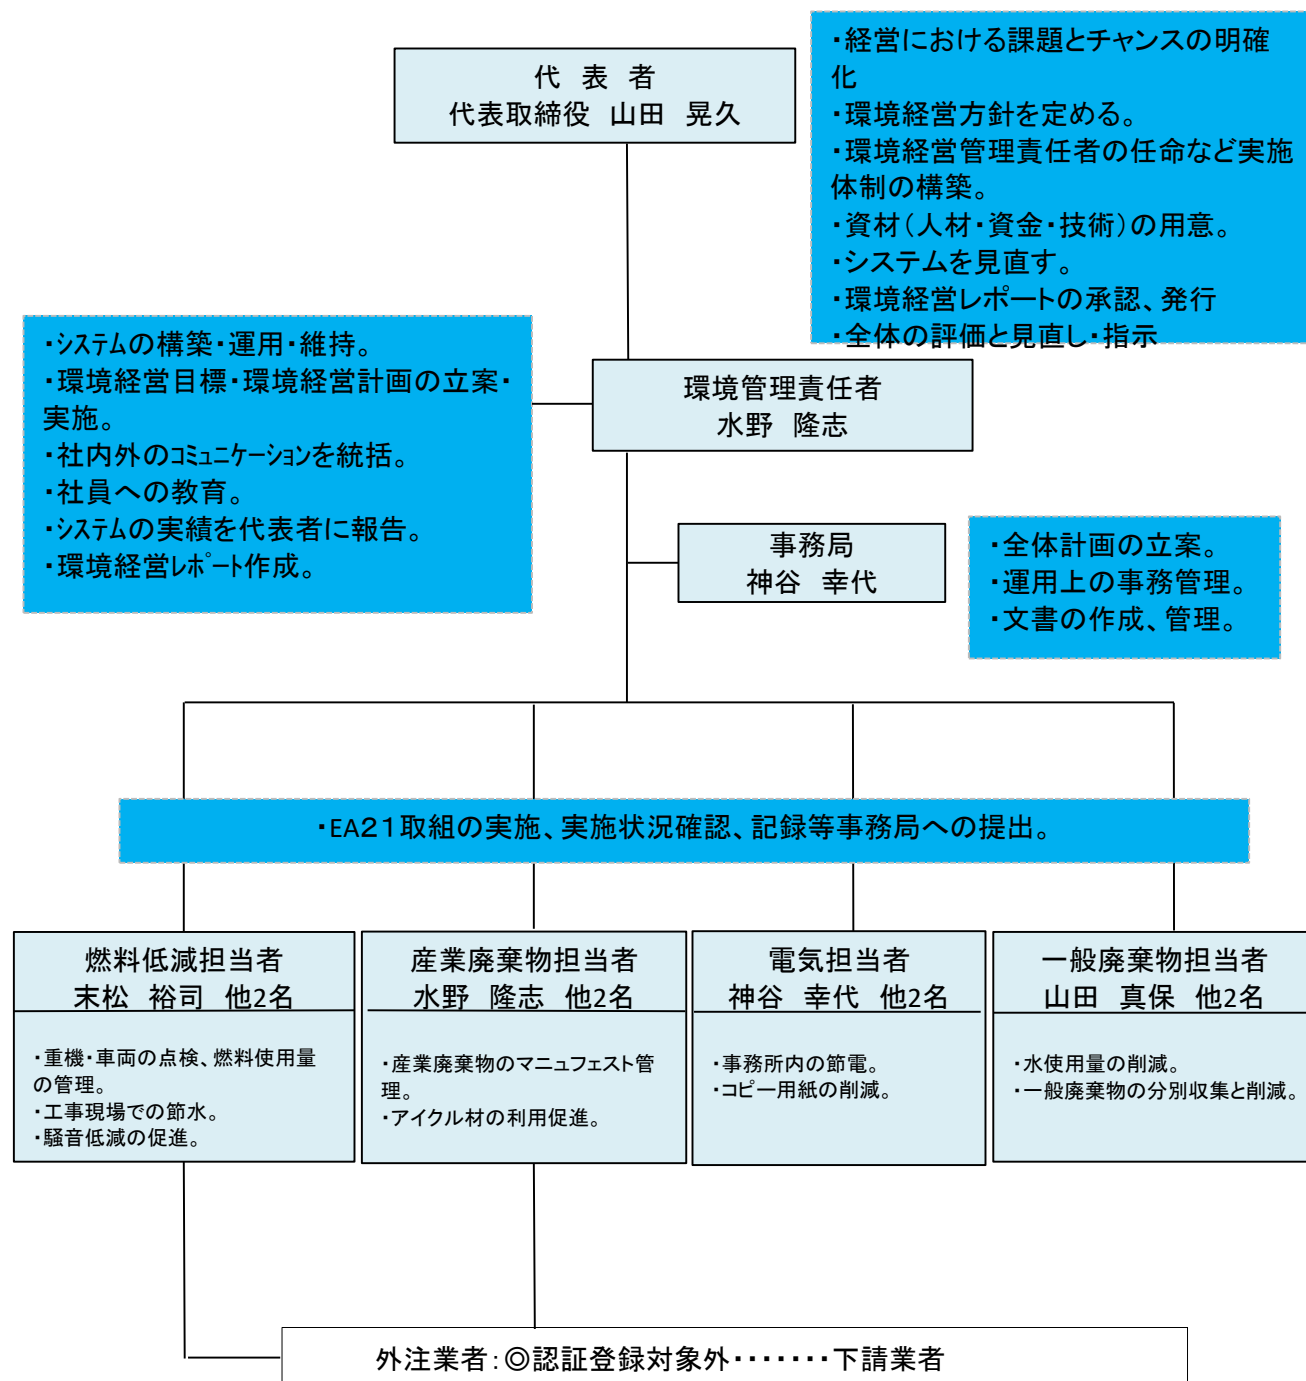 代 表 者
代表取締役 山田 晃久
・経営における課題とチャンスの明確
化
・環境経営方針を定める。
・環境経営管理責任者の任命など実施
体制の構築。
・資材(人材・資金・技術)の用意。
・システムを見直す。
・環境経営レポートの承認、発行
・全体の評価と見直し・指示
・ｼｽﾃﾑの構築・運用・維持。
・環境経営目標・環境経営計画の立案・
実施。
・社内外のｺﾐｭﾆｹｰｼｮﾝを統括。
・社員への教育。
・ｼｽﾃﾑの実績を代表者に報告。
・環境経営ﾚﾎﾟｰﾄ作成。
環境管理責任者
水野 隆志
事務局
神谷 幸代
・全体計画の立案。
・運用上の事務管理。
・文書の作成、管理。
・EA21取組の実施、実施状況確認、記録等事務局への提出。
燃料低減担当者
末松 裕司 他2名
・重機・車両の点検、燃料使用量
の管理。
・工事現場での節水。
・騒音低減の促進。
産業廃棄物担当者
水野 隆志 他2名
・産業廃棄物のマニュフェスト管
理。
・アイクル材の利用促進。
電気担当者
神谷 幸代 他2名
・事務所内の節電。
・コピー用紙の削減。
一般廃棄物担当者
山田 真保 他2名
・水使用量の削減。
・一般廃棄物の分別収集と削減。
外注業者：◎認証登録対象外・・・・・・・下請業者